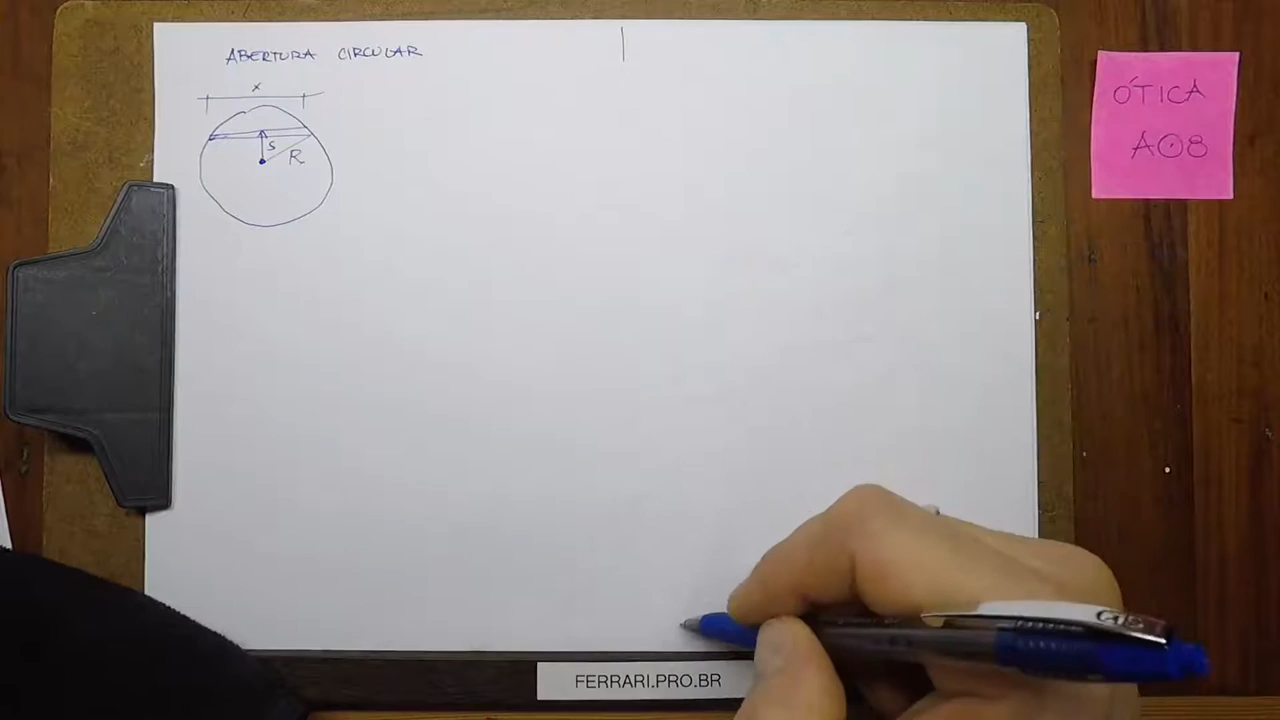 ABERTURA CIRCULAR
x
s
R
ÓTICA
A08
FERRARI.PRO.BR